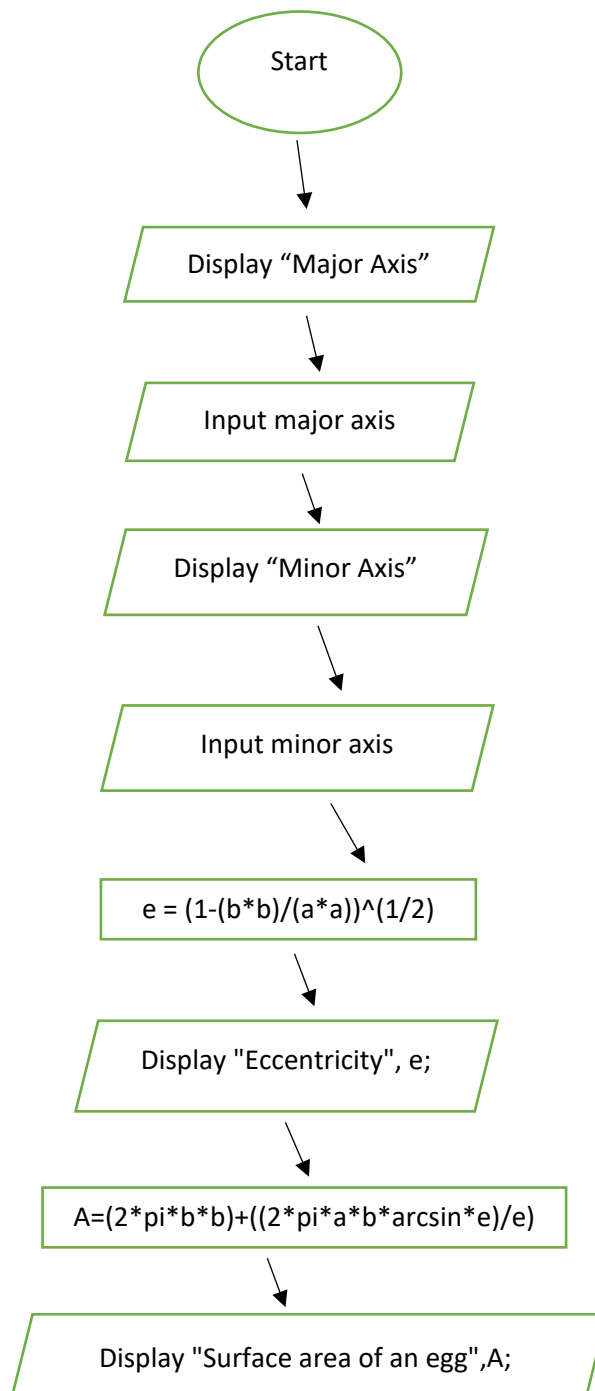 Start
Display “Major Axis”
Input major axis
Display “Minor Axis”
Input minor axis
e = (1-(b*b)/(a*a))^(1/2)
Display "Eccentricity", e;
A=(2*pi*b*b)+((2*pi*a*b*arcsin*e)/e)
Display "Surface area of an egg",A;